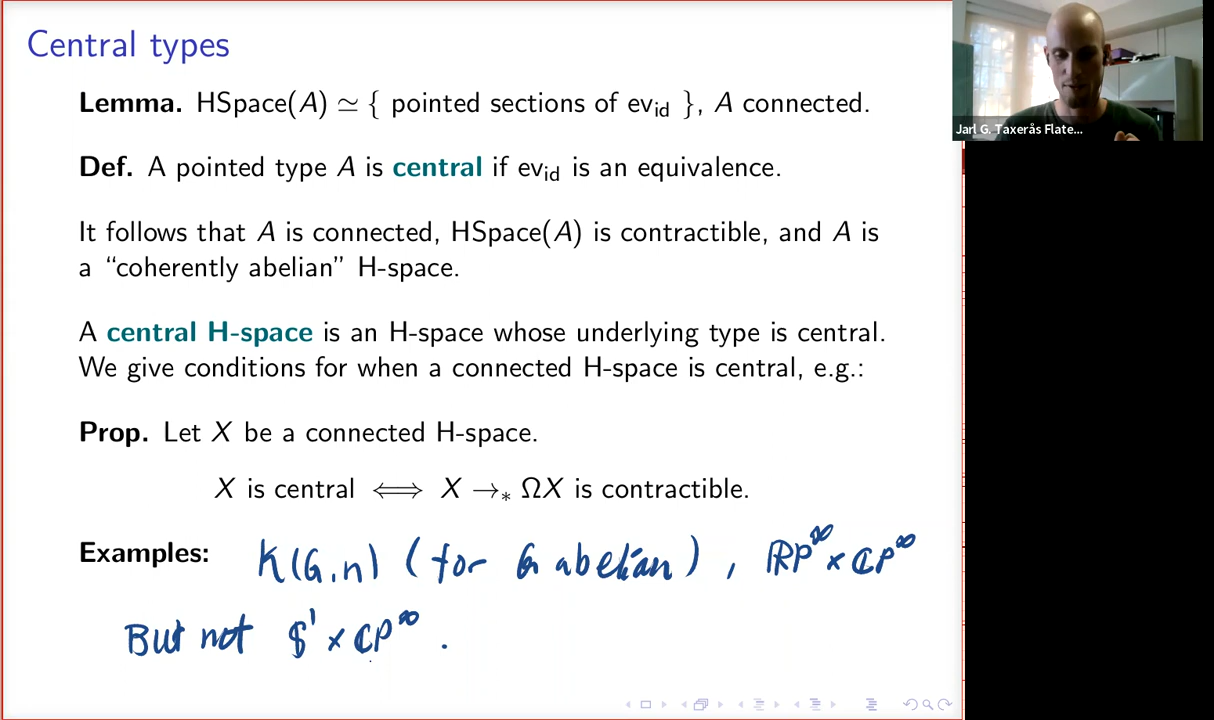 Central types
Lemma. HSpace(A) ≃ { pointed sections of ev_id }, A connected.
Def. A pointed type A is central if ev_id is an equivalence.
It follows that A is connected, HSpace(A) is contractible, and A is
a “coherently abelian” H-space.
A central H-space is an H-space whose underlying type is central.
We give conditions for when a connected H-space is central, e.g.:
Prop. Let X be a connected H-space.
X is central ⟺ X →∗ ΩX is contractible.
Examples: K(G,n) (for G abelian), ℝP^∞ × ℂP^∞
But not 𝕊^1 × ℂP^∞.
Jarl G. Taxerås Flate...